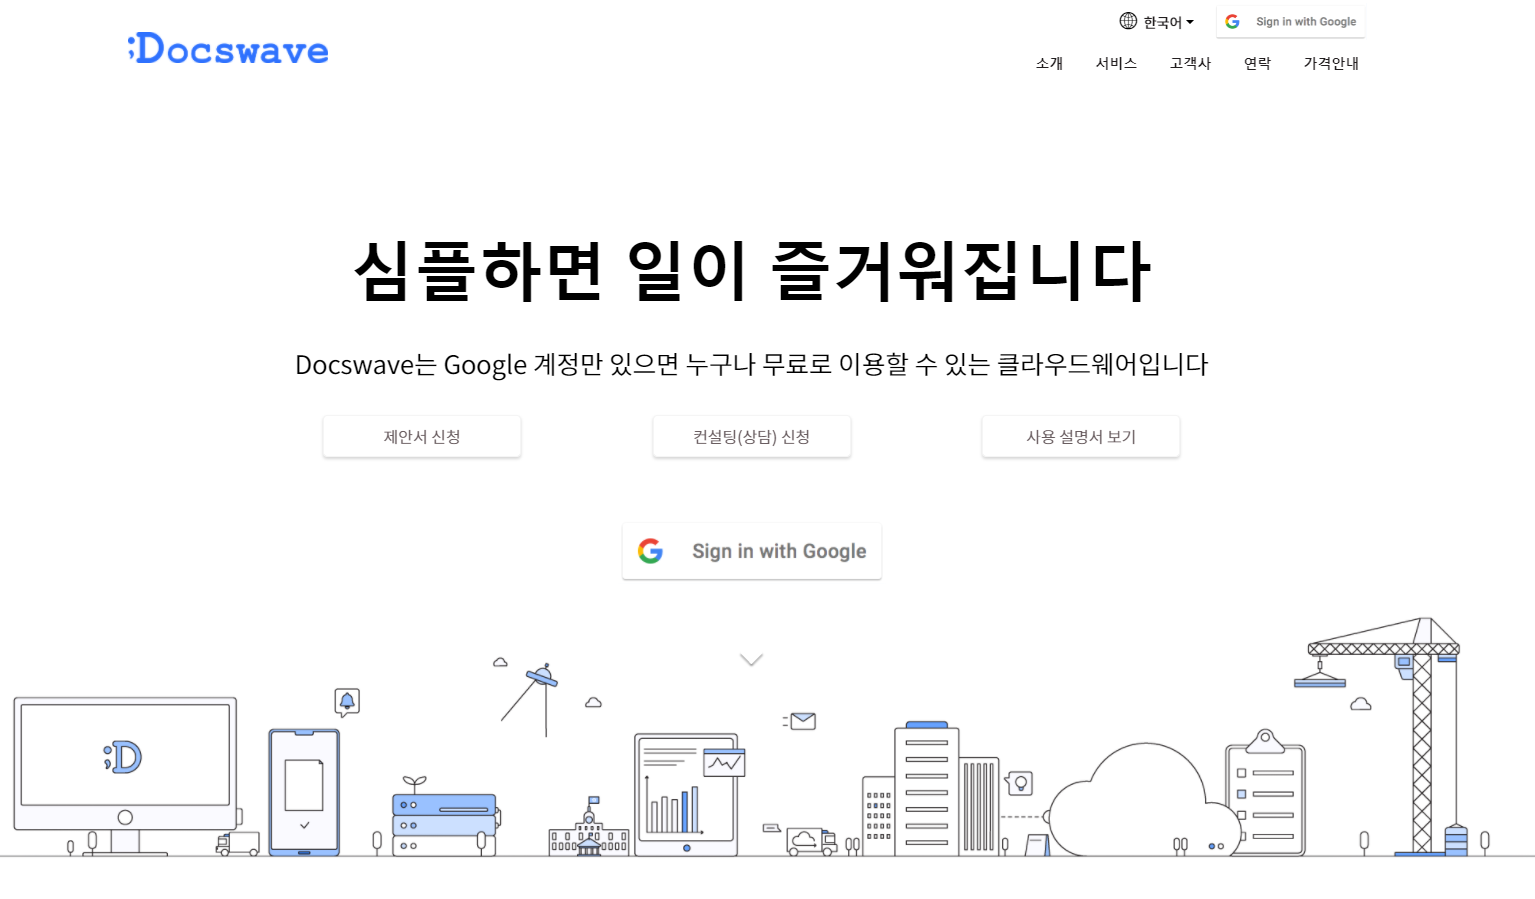 한국어
Sign in with Google
;Docswave
소개 서비스 고객사 연락 가격안내
심플하면 일이 즐거워집니다
Docswave는 Google 계정만 있으면 누구나 무료로 이용할 수 있는 클라우드웨어입니다
제안서 신청 컨설팅(상담) 신청 사용 설명서 보기
Sign in with Google
;D